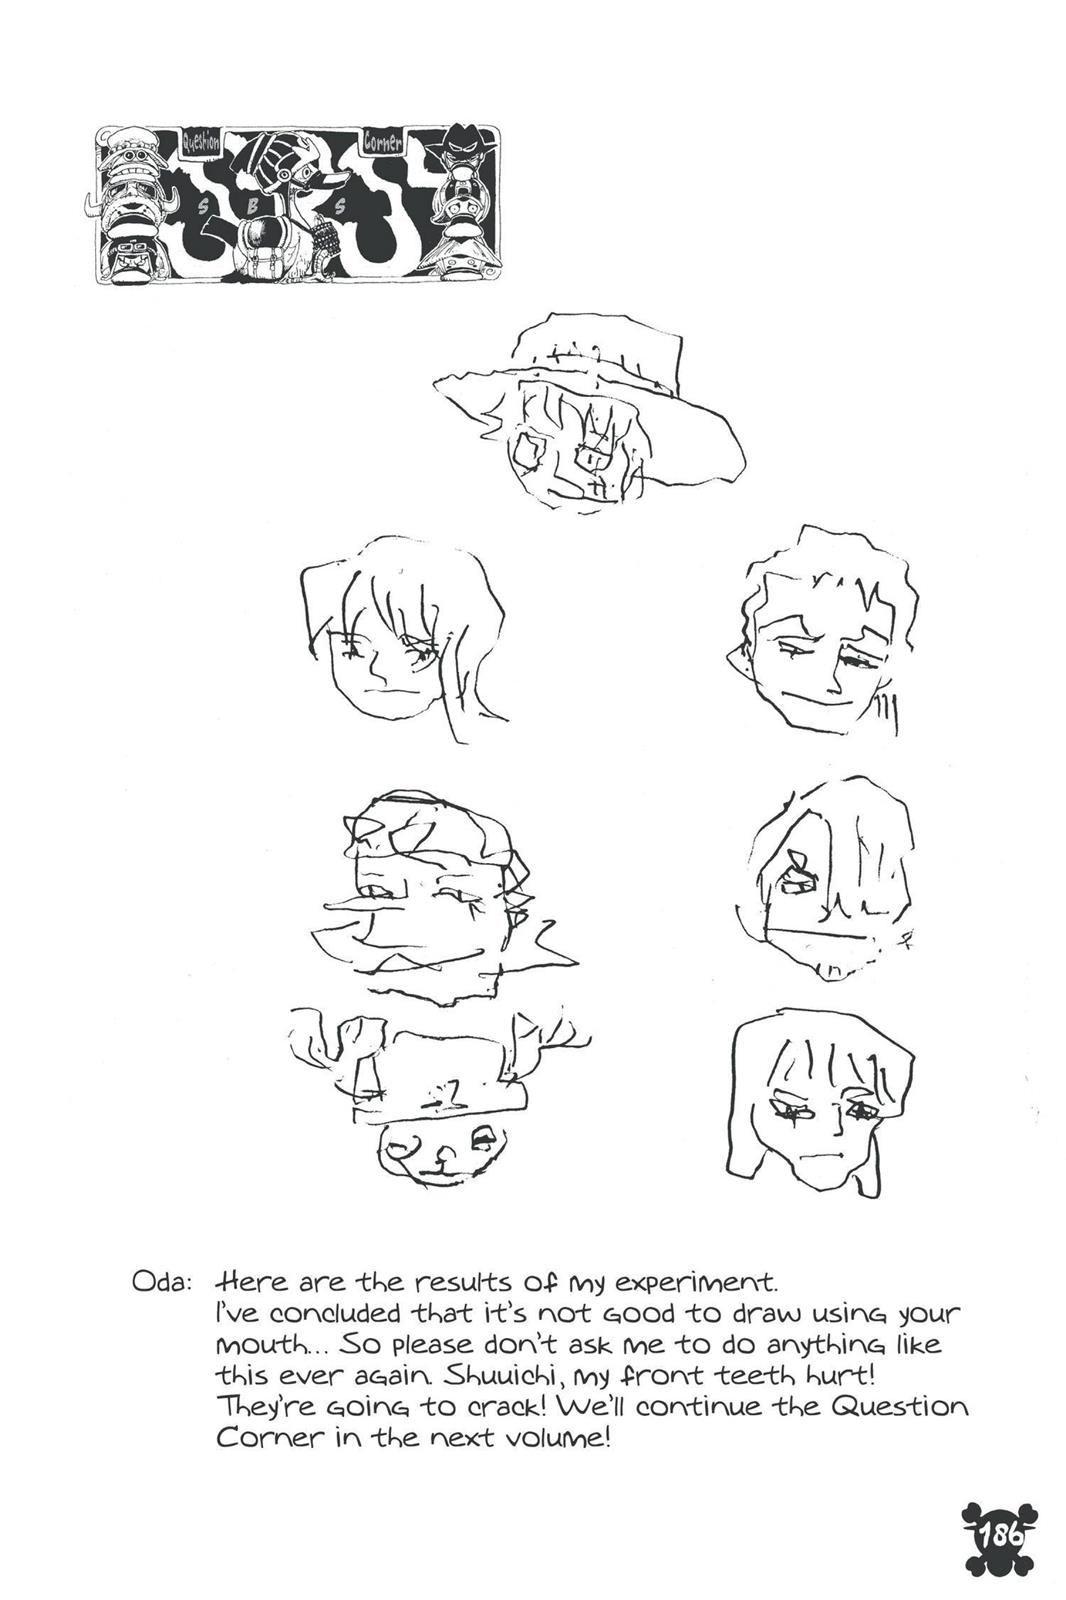 Question Corner
S B S
Oda: Here are the results of my experiment.
I've concluded that it's not good to draw using your
mouth... So please don't ask me to do anything like
this ever again. Shuuichi, my front teeth hurt!
They're going to crack! We'll continue the Question
Corner in the next volume!
186